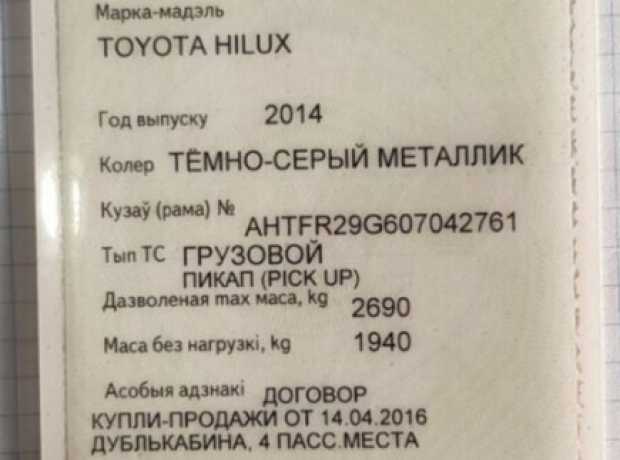 Марка-мадэль
TOYOTA HILUX
Год выпуску 2014
Колер ТЁМНО-СЕРЫЙ МЕТАЛЛИК
Кузаў (рама) № AHTFR29G607042761
Тып ТС ГРУЗОВОЙ
ПИКАП (PICK UP)
Дазволеная max маса, kg 2690
Маса без нагрузкі, kg 1940
Асобыя адзнакі ДОГОВОР
КУПЛИ-ПРОДАЖИ ОТ 14.04.2016
ДУБЛЬКАБИНА, 4 ПАСС.МЕСТА